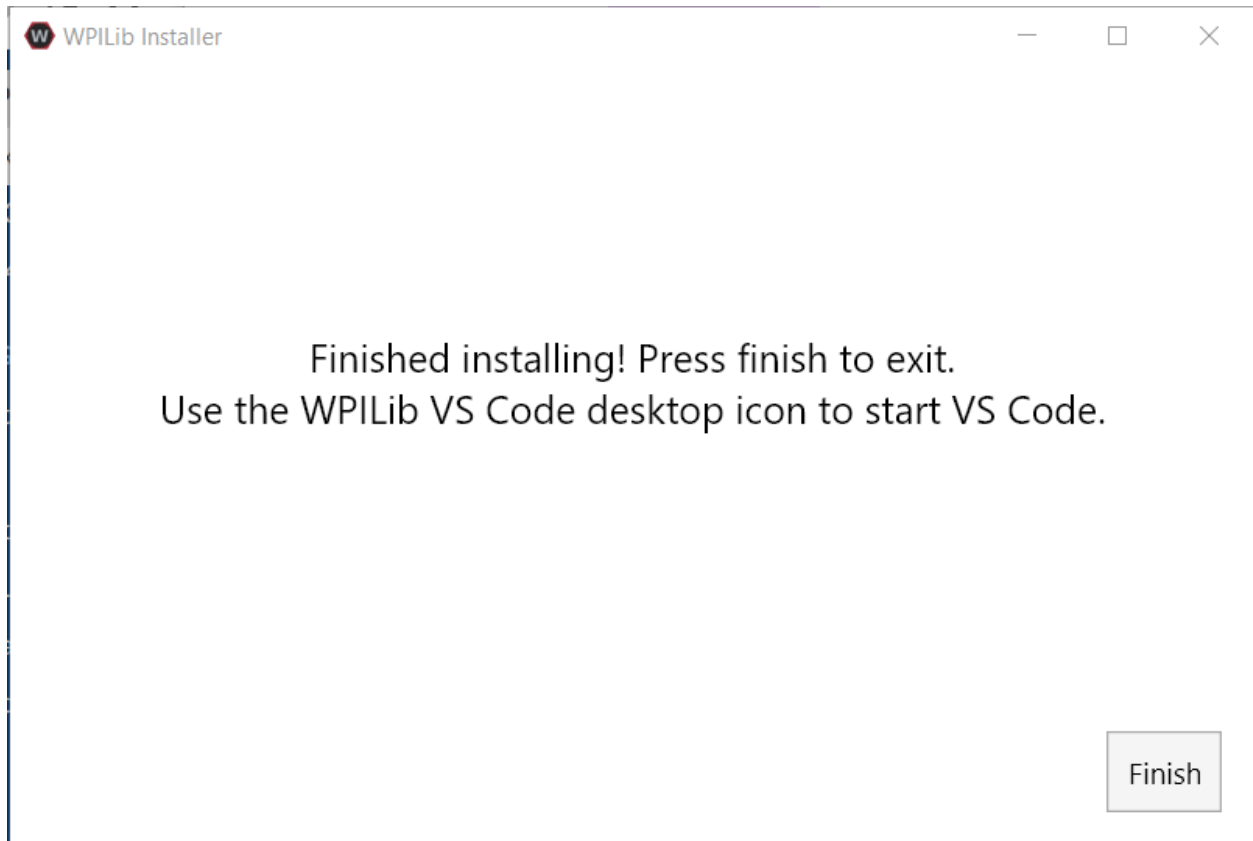 W WPILib Installer
Finished installing! Press finish to exit.
Use the WPILib VS Code desktop icon to start VS Code.
Finish